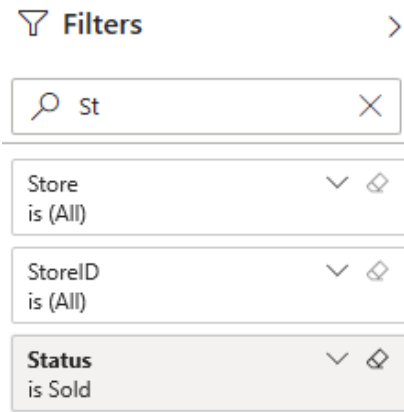 Filters
St
Store
is (All)
StoreID
is (All)
Status
is Sold